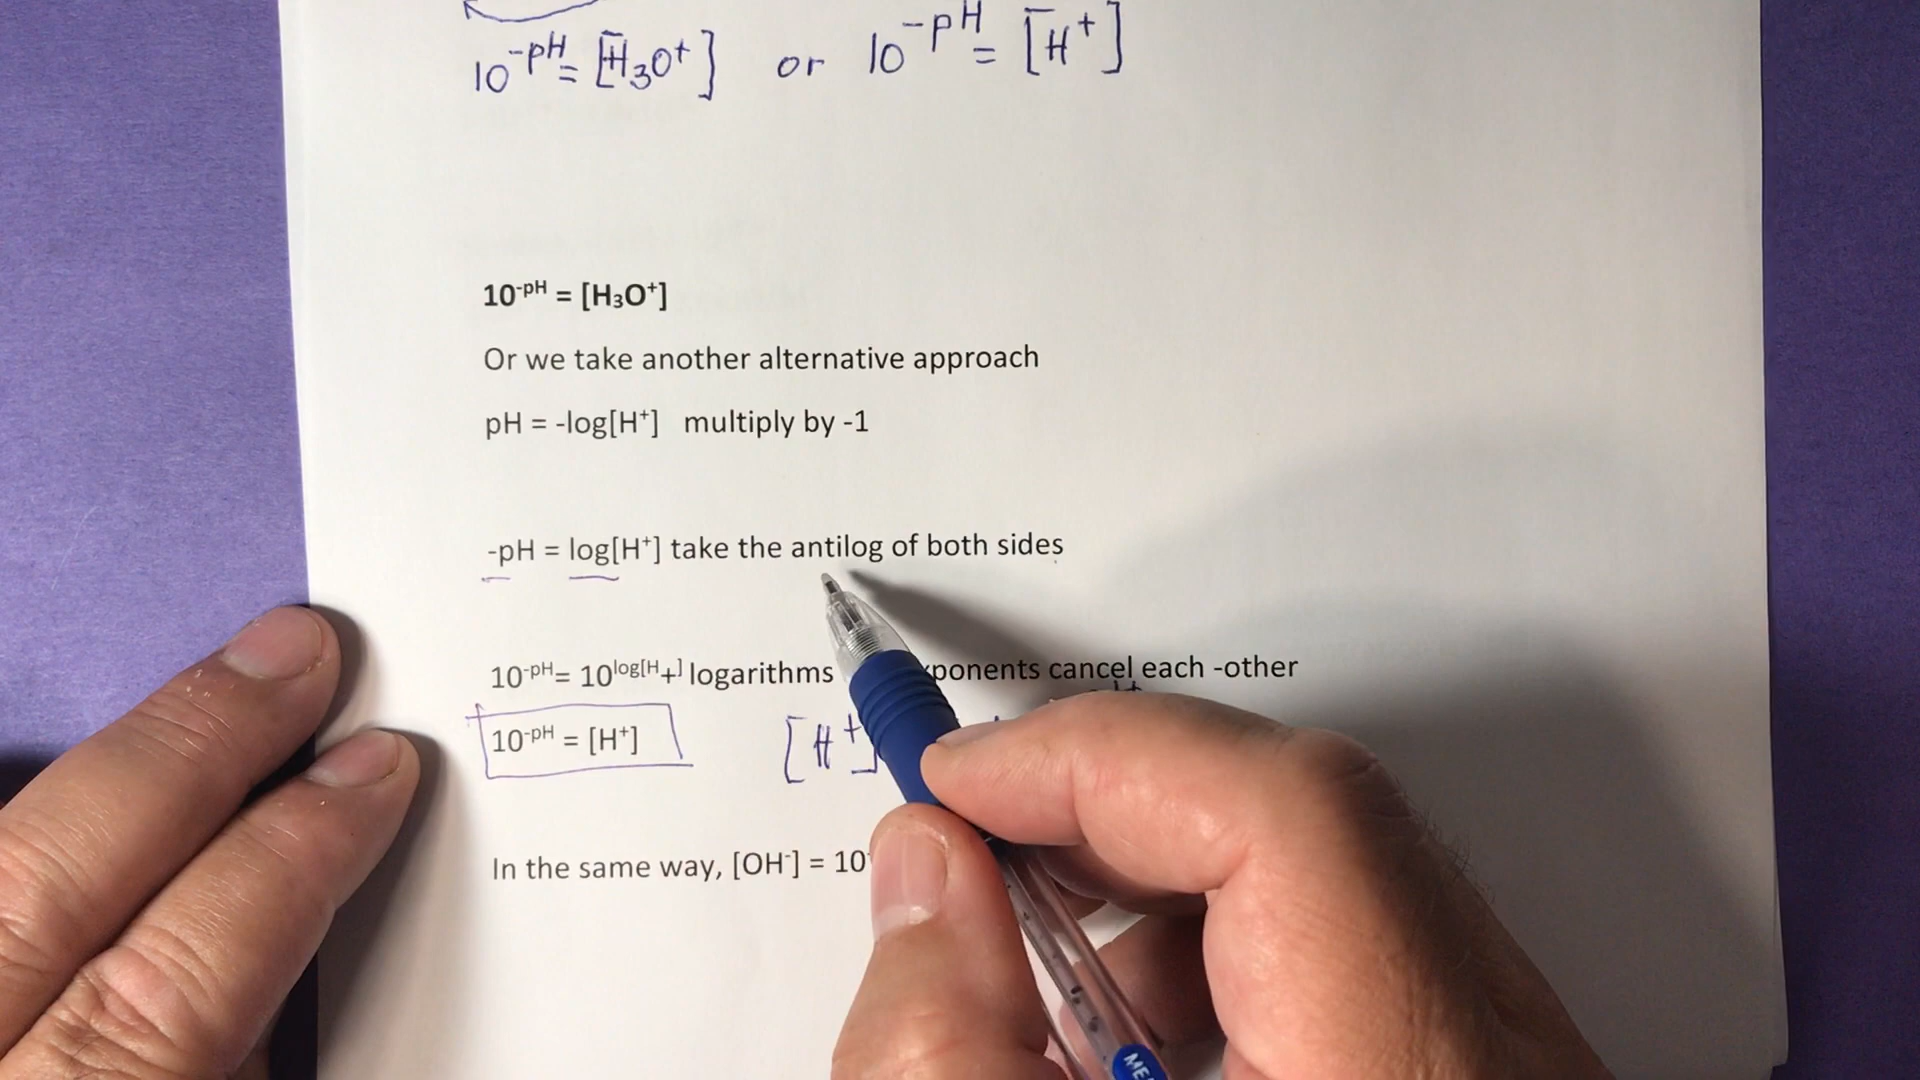 10^-pH = [H3O+] or 10^-pH = [H+]
10^-pH = [H₃O⁺]
Or we take another alternative approach
pH = -log[H⁺] multiply by -1
-pH = log[H⁺] take the antilog of both sides
10^-pH= 10^log[H+] logarithms ponents cancel each -other
10^-pH = [H⁺] [H+]
In the same way, [OH⁻] = 10